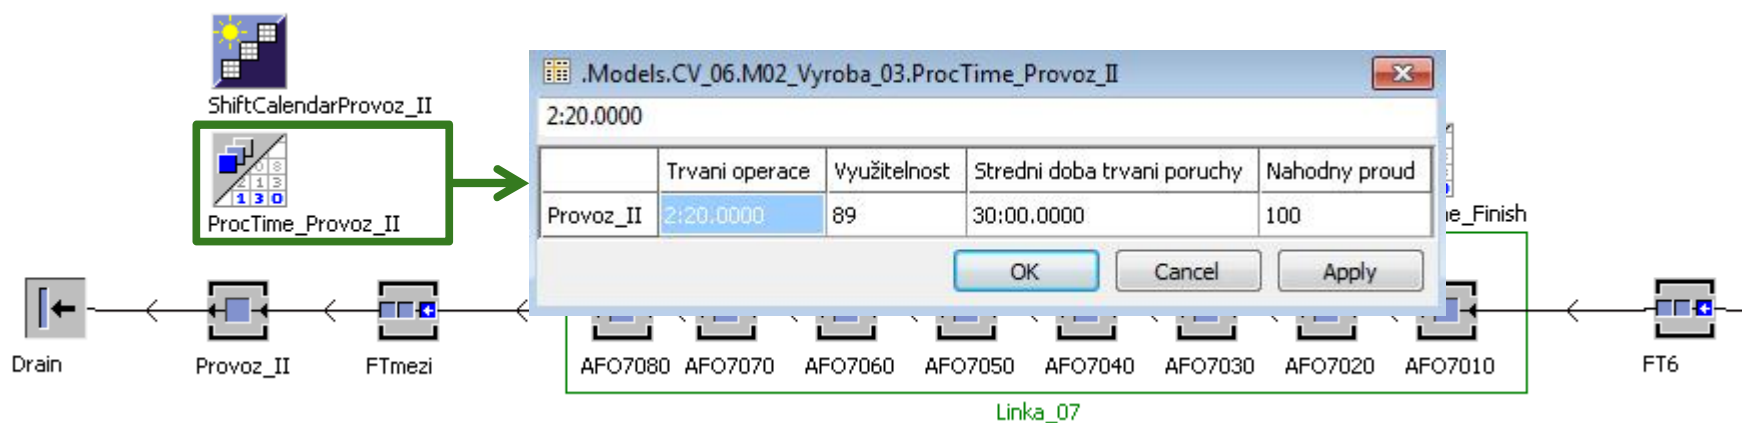 ShiftCalendarProvoz_II
ProcTime_Provoz_II
.Models.CV_06.M02_Vyroba_03.ProcTime_Provoz_II
2:20.0000
Trvani operace Využitelnost Stredni doba trvani poruchy Nahodny proud
Provoz_II 2:20.0000 89 30:00.0000 100
OK Cancel Apply
e_Finish
Drain Provoz_II FTmezi AFO7080 AFO7070 AFO7060 AFO7050 AFO7040 AFO7030 AFO7020 AFO7010 FT6
Linka_07